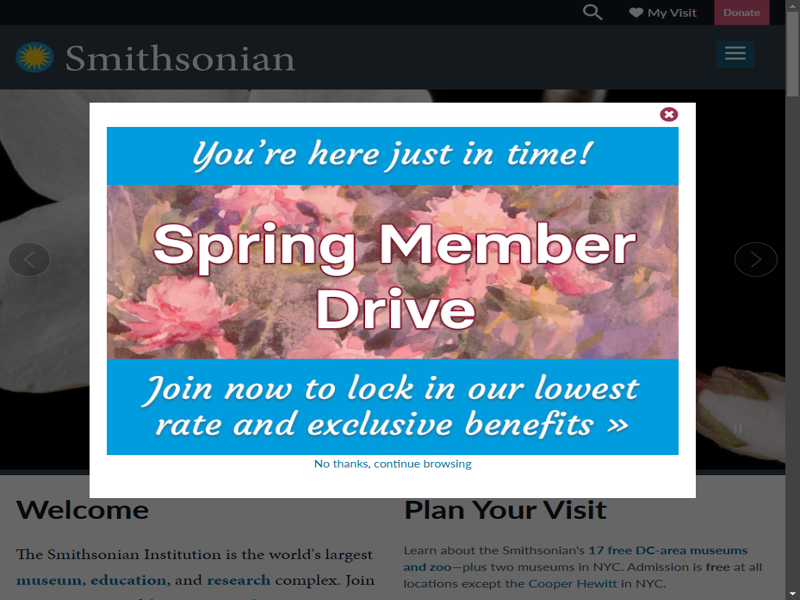 My Visit
Donate
Smithsonian
You're here just in time!
Spring Member
Drive
Join now to lock in our lowest
rate and exclusive benefits »
No thanks, continue browsing
Welcome
The Smithsonian Institution is the world's largest
museum, education, and research complex. Join
Plan Your Visit
Learn about the Smithsonian's 17 free DC-area museums
and zoo—plus two museums in NYC. Admission is free at all
locations except the Cooper Hewitt in NYC.